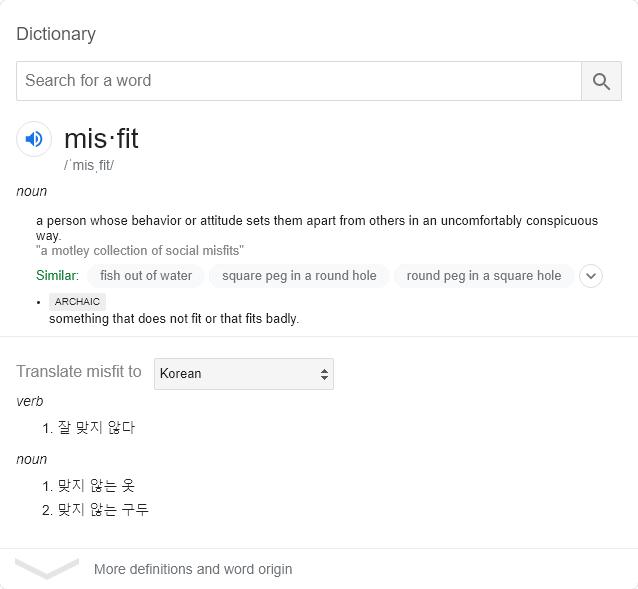 Dictionary
Search for a word
mis·fit
/ˈmisˌfit/
noun
a person whose behavior or attitude sets them apart from others in an uncomfortably conspicuous
way.
"a motley collection of social misfits"
Similar: fish out of water square peg in a round hole round peg in a square hole
• ARCHAIC
something that does not fit or that fits badly.
Translate misfit to Korean
verb
1. 잘 맞지 않다
noun
1. 맞지 않는 옷
2. 맞지 않는 구두
More definitions and word origin